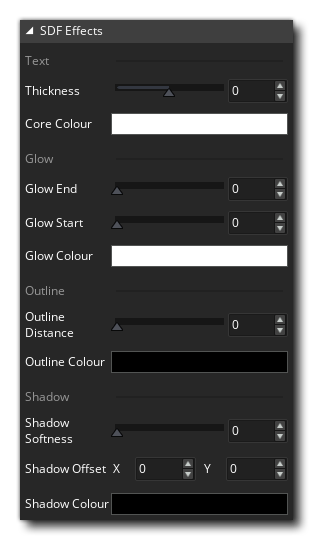 SDF Effects
Text
Thickness 0
Core Colour
Glow
Glow End 0
Glow Start 0
Glow Colour
Outline
Outline
Distance 0
Outline Colour
Shadow
Shadow
Softness 0
Shadow Offset X 0 Y 0
Shadow Colour